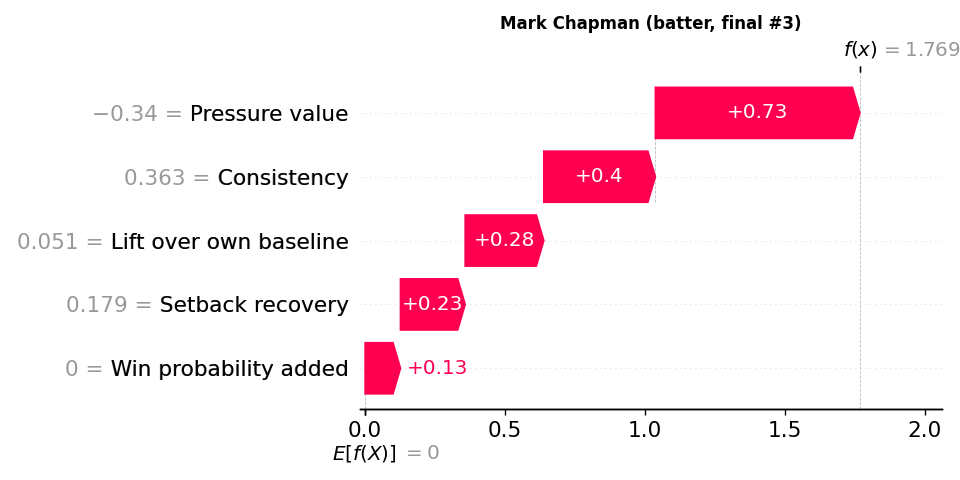 Mark Chapman (batter, final #3)
f(x) = 1.769
−0.34 = Pressure value
+0.73
0.363 = Consistency
+0.4
0.051 = Lift over own baseline
+0.28
0.179 = Setback recovery
+0.23
0 = Win probability added
+0.13
0.0 0.5 1.0 1.5 2.0
E[f(X)] = 0